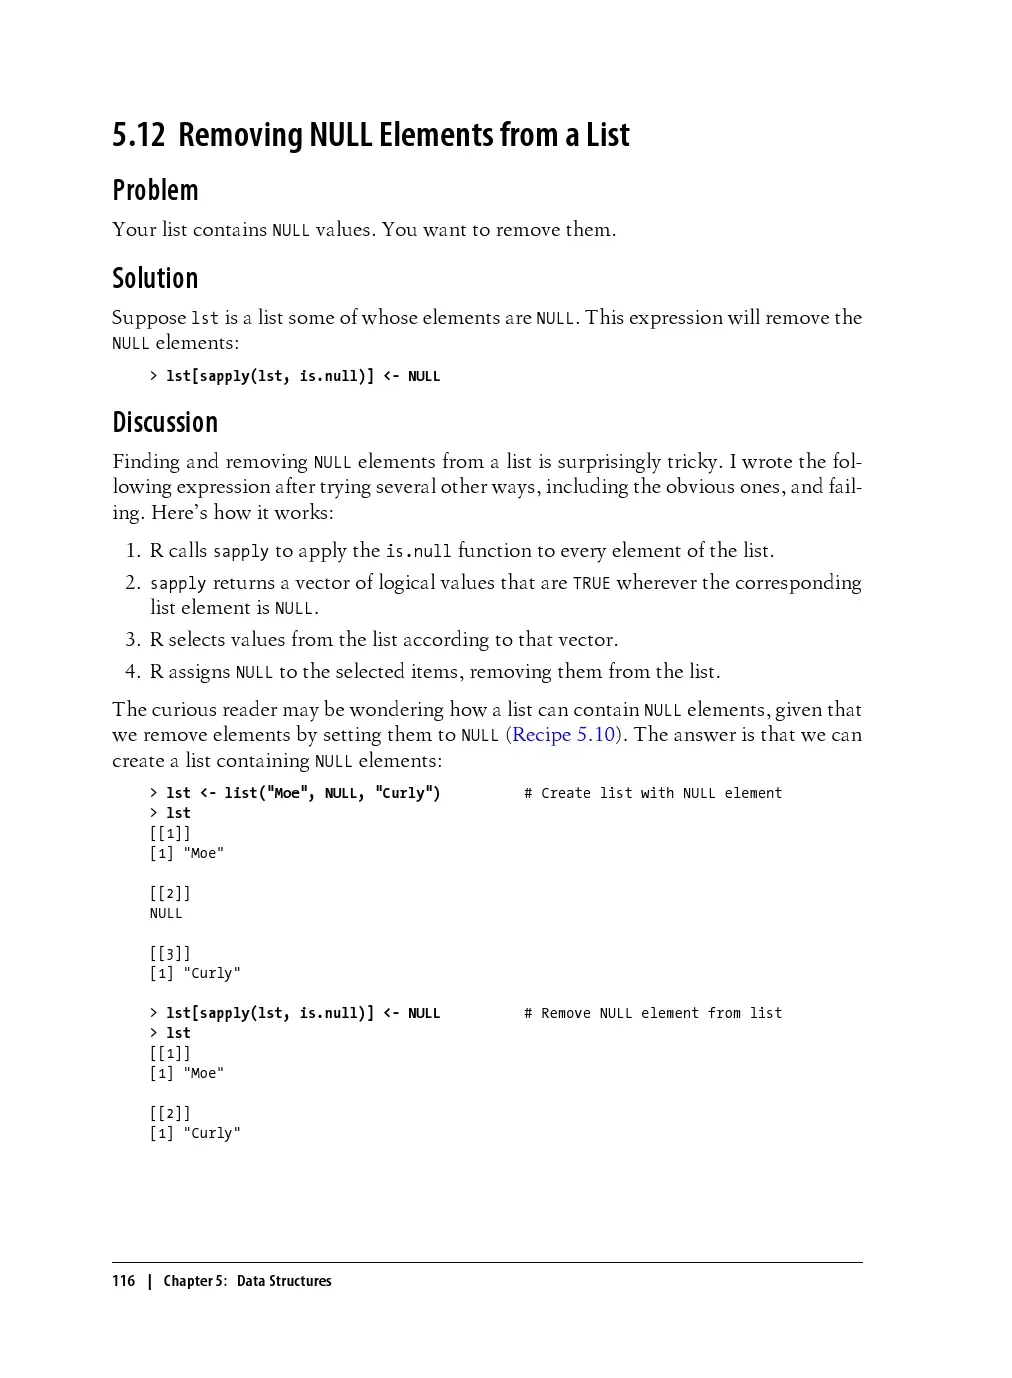 5.12 Removing NULL Elements from a List
Problem
Your list contains NULL values. You want to remove them.
Solution
Suppose lst is a list some of whose elements are NULL. This expression will remove the
NULL elements:
> lst[sapply(lst, is.null)] <- NULL
Discussion
Finding and removing NULL elements from a list is surprisingly tricky. I wrote the fol-
lowing expression after trying several other ways, including the obvious ones, and fail-
ing. Here's how it works:
1. R calls sapply to apply the is.null function to every element of the list.
2. sapply returns a vector of logical values that are TRUE wherever the corresponding
list element is NULL.
3. R selects values from the list according to that vector.
4. R assigns NULL to the selected items, removing them from the list.
The curious reader may be wondering how a list can contain NULL elements, given that
we remove elements by setting them to NULL (Recipe 5.10). The answer is that we can
create a list containing NULL elements:
> lst <- list("Moe", NULL, "Curly") # Create list with NULL element
> lst
[[1]]
[1] "Moe"
[[2]]
NULL
[[3]]
[1] "Curly"
> lst[sapply(lst, is.null)] <- NULL # Remove NULL element from list
> lst
[[1]]
[1] "Moe"
[[2]]
[1] "Curly"
116 | Chapter 5: Data Structures